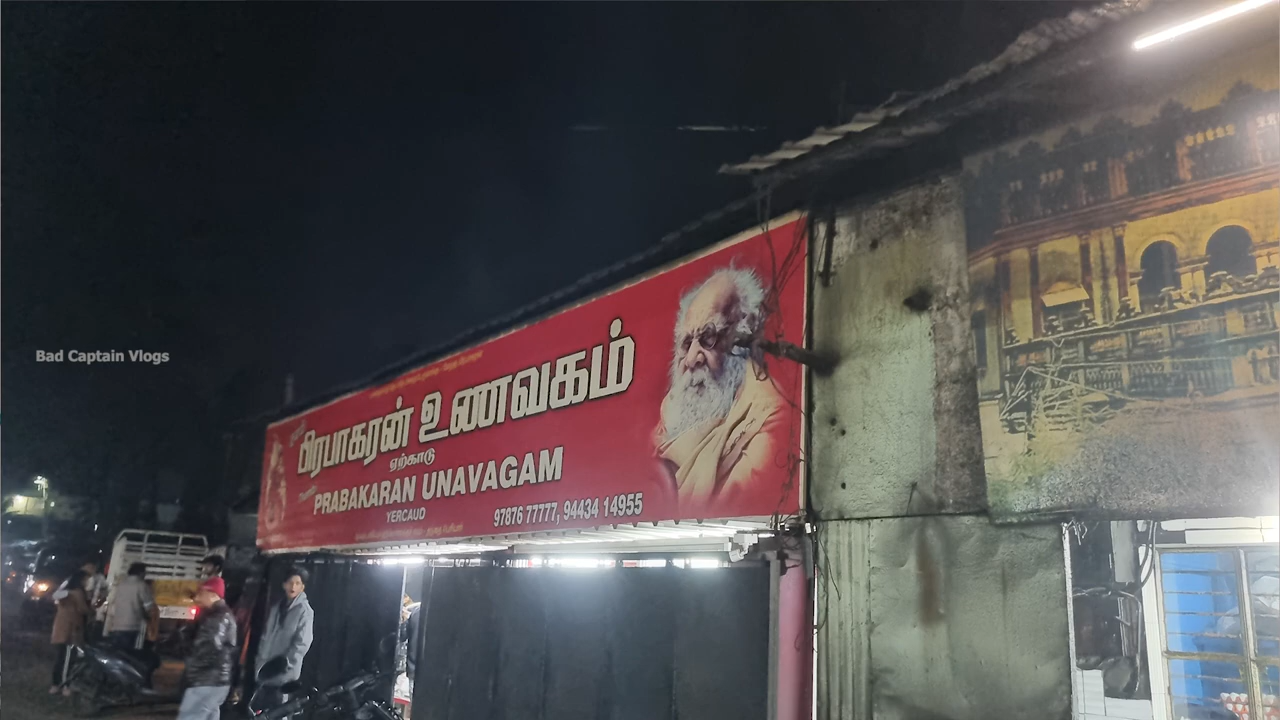 Bad Captain Vlogs
பிரபாகரன் உணவகம்
ஏற்காடு
PRABAKARAN UNAVAGAM
YERCAUD
97876 77777, 94434 14955